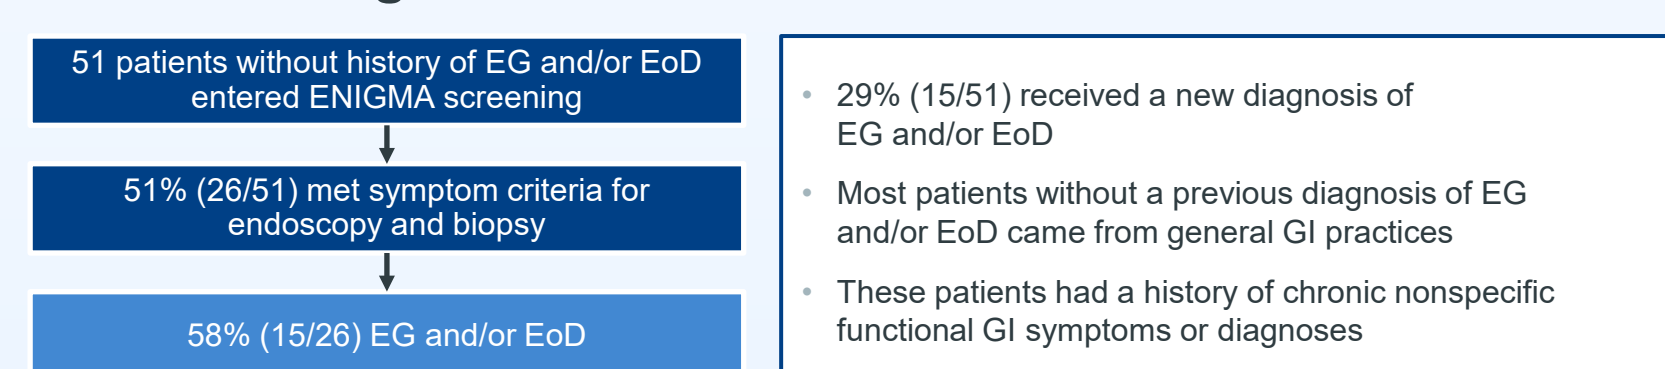 51 patients without history of EG and/or EoD
entered ENIGMA screening
51% (26/51) met symptom criteria for
endoscopy and biopsy
58% (15/26) EG and/or EoD
• 29% (15/51) received a new diagnosis of
EG and/or EoD
• Most patients without a previous diagnosis of EG
and/or EoD came from general GI practices
• These patients had a history of chronic nonspecific
functional GI symptoms or diagnoses